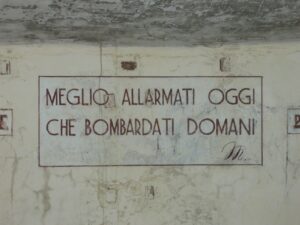 MEGLIO ALLARMATI OGGI
CHE BOMBARDATI DOMANI
M